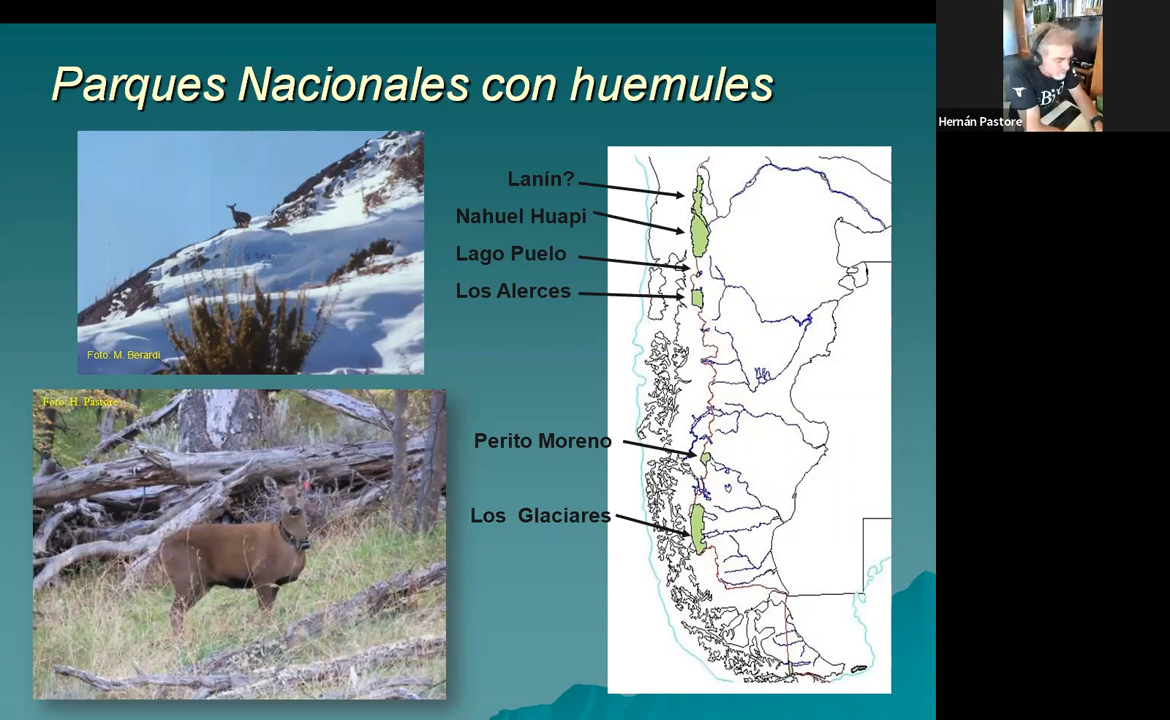 Parques Nacionales con huemules
Foto: M. Berardi
Foto: H. Pastore
Lanín?
Nahuel Huapi
Lago Puelo
Los Alerces
Perito Moreno
Los Glaciares
Hernán Pastore